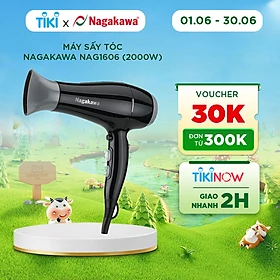 TIKI x Nagakawa
01.06 - 30.06
MÁY SẤY TÓC
NAGAKAWA NAG1606 (2000W)
VOUCHER
30K
ĐƠN TỪ 300K
TIKINOW
GIAO NHANH 2H
Nagakawa